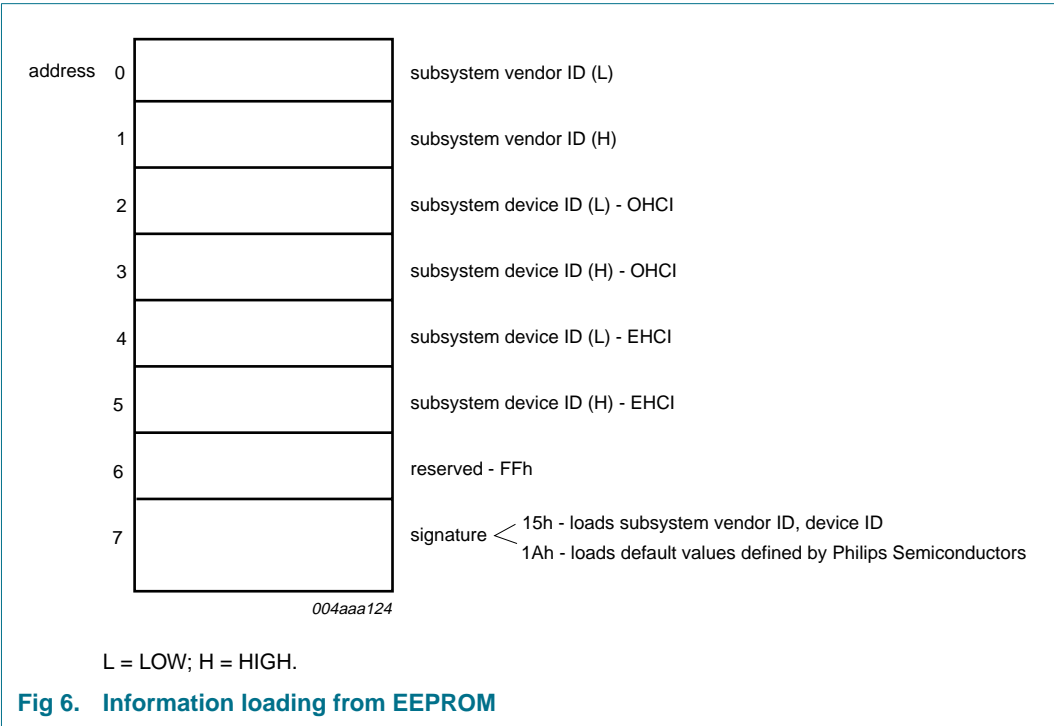 address 0 subsystem vendor ID (L)
1 subsystem vendor ID (H)
2 subsystem device ID (L) - OHCI
3 subsystem device ID (H) - OHCI
4 subsystem device ID (L) - EHCI
5 subsystem device ID (H) - EHCI
6 reserved - FFh
7 signature 15h - loads subsystem vendor ID, device ID
1Ah - loads default values defined by Philips Semiconductors
004aaa124
L = LOW; H = HIGH.
Fig 6. Information loading from EEPROM